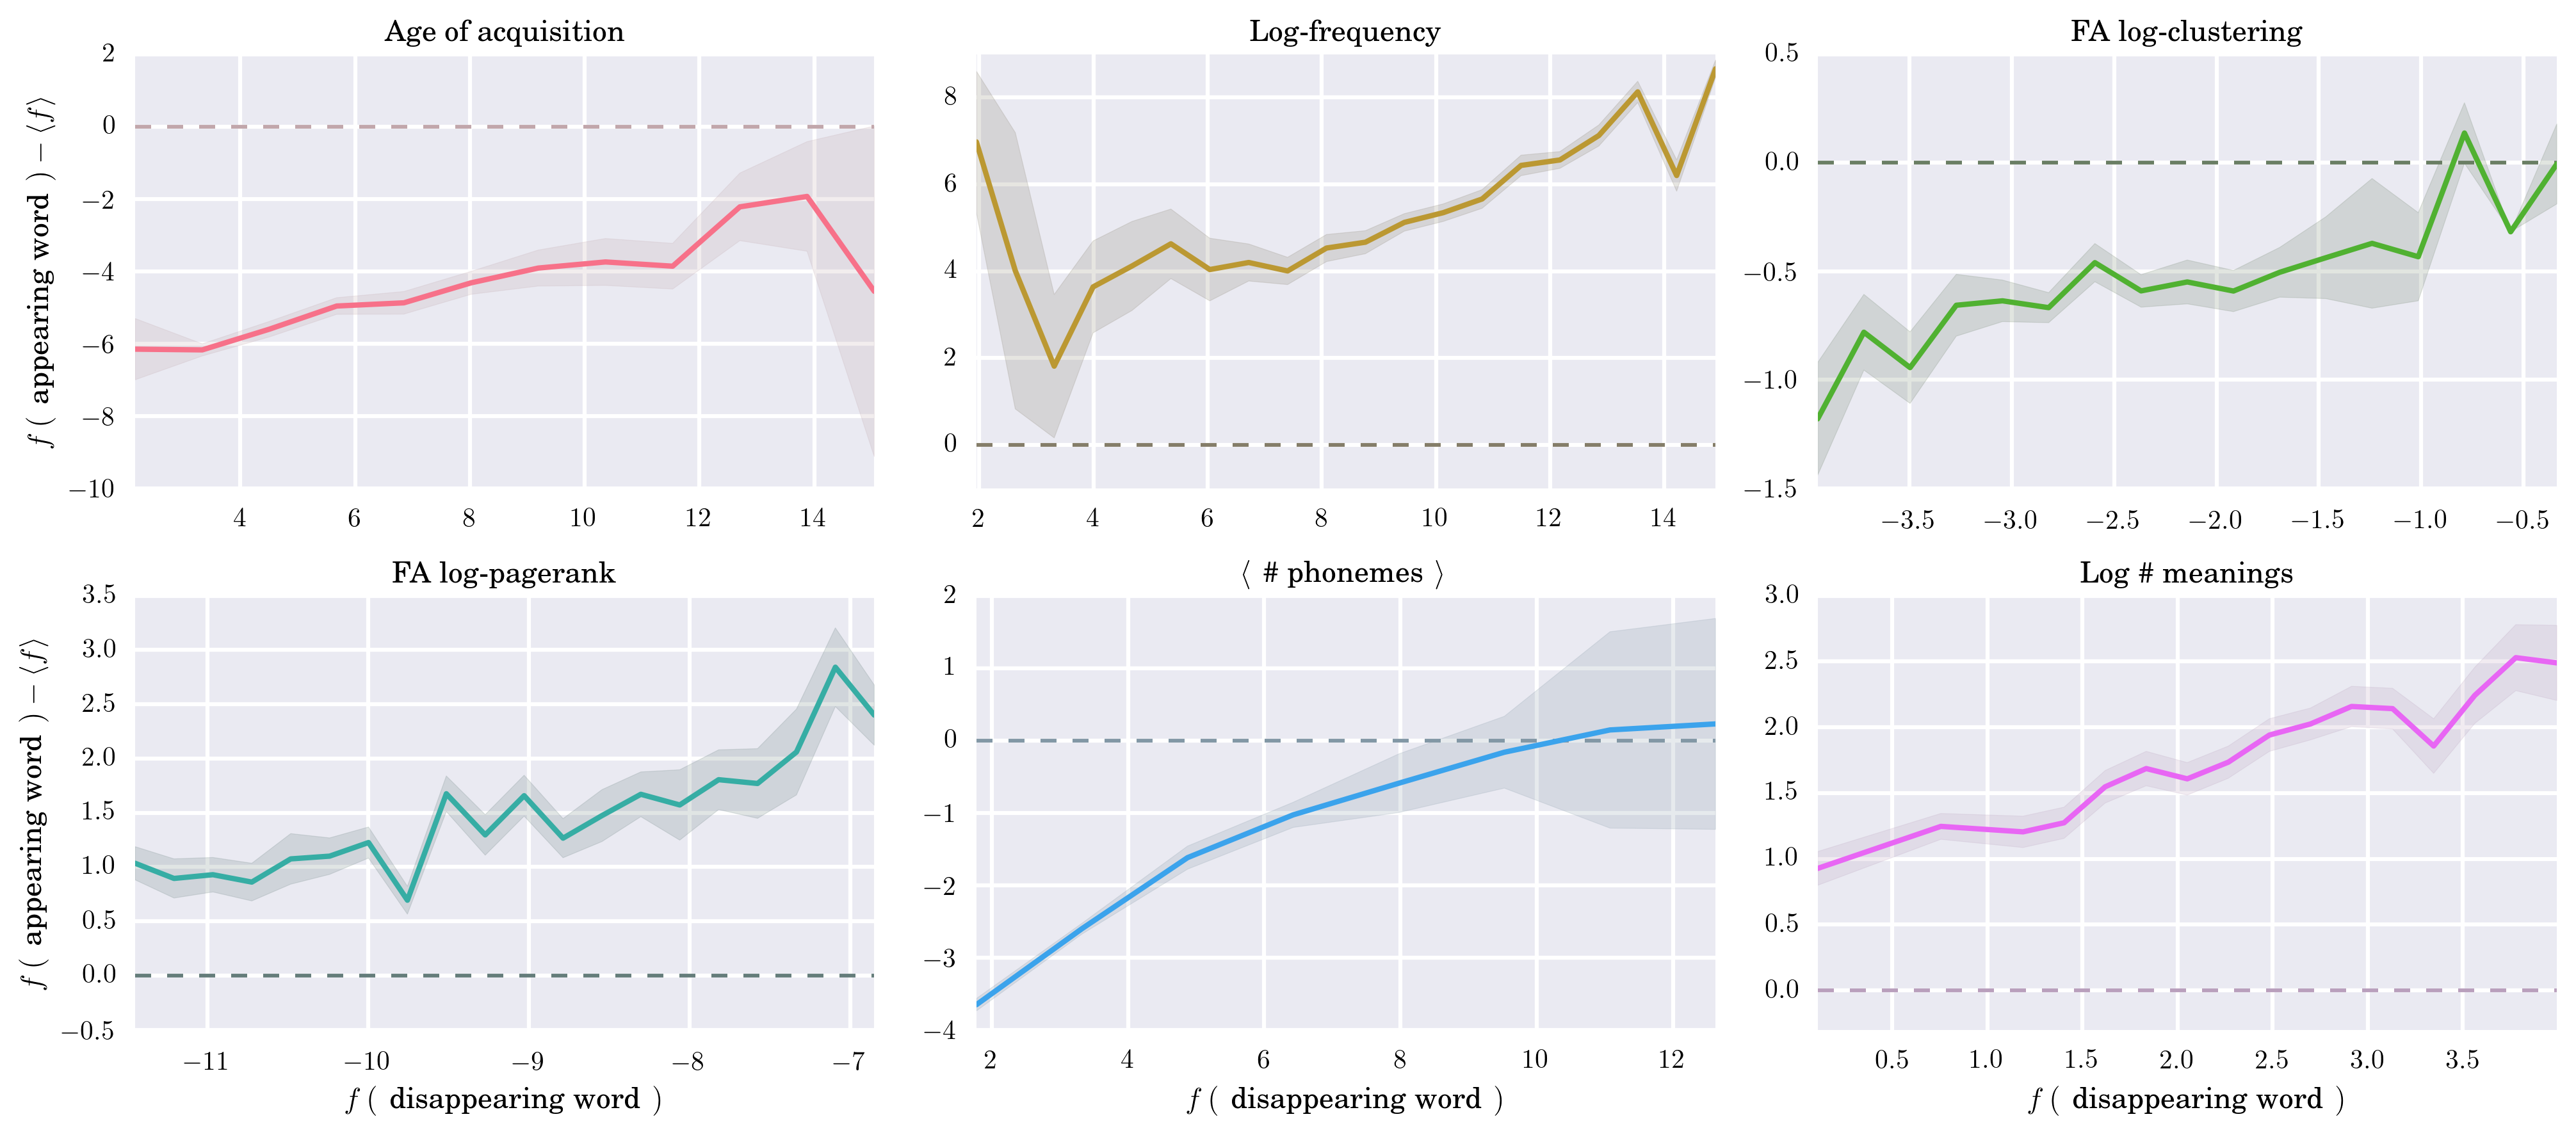 Age of acquisition
Log-frequency
FA log-clustering
f ( appearing word ) − ⟨f⟩
2
0
−2
−4
−6
−8
−10
4 6 8 10 12 14
8
6
4
2
0
2 4 6 8 10 12 14
0.5
0.0
−0.5
−1.0
−1.5
−3.5 −3.0 −2.5 −2.0 −1.5 −1.0 −0.5
FA log-pagerank
⟨ # phonemes ⟩
Log # meanings
f ( appearing word ) − ⟨f⟩
3.5
3.0
2.5
2.0
1.5
1.0
0.5
0.0
−0.5
−11 −10 −9 −8 −7
f ( disappearing word )
2
1
0
−1
−2
−3
−4
2 4 6 8 10 12
f ( disappearing word )
3.0
2.5
2.0
1.5
1.0
0.5
0.0
0.5 1.0 1.5 2.0 2.5 3.0 3.5
f ( disappearing word )